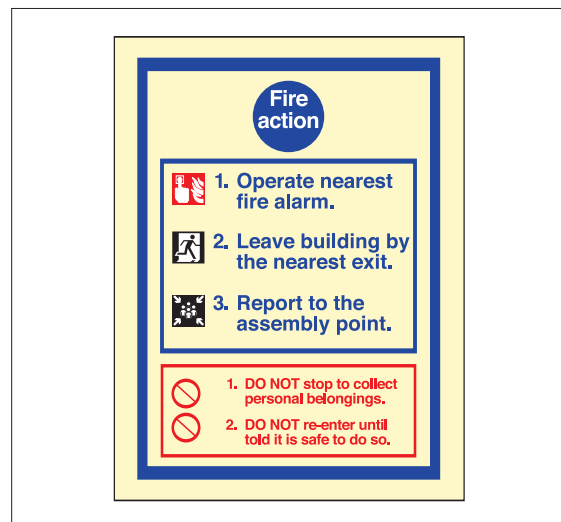 Fire
action
1. Operate nearest
fire alarm.
2. Leave building by
the nearest exit.
3. Report to the
assembly point.
1. DO NOT stop to collect
personal belongings.
2. DO NOT re-enter until
told it is safe to do so.